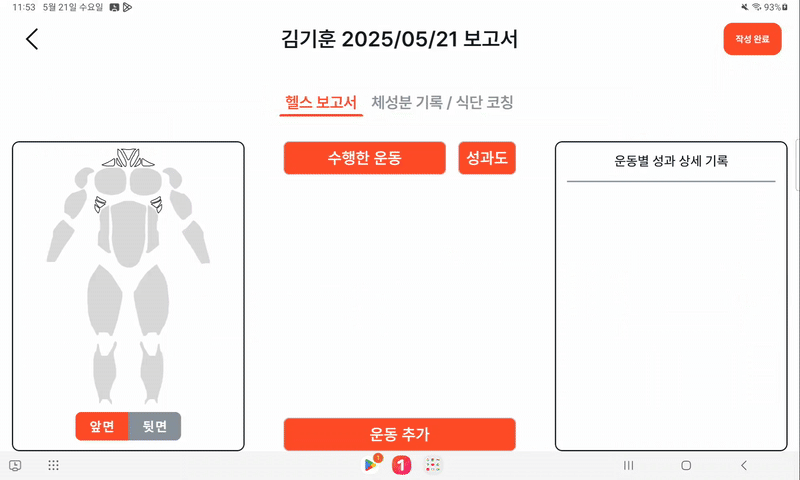 11:53 5월 21일 수요일
93%
김기훈 2025/05/21 보고서
작성 완료
헬스 보고서
체성분 기록 / 식단 코칭
수행한 운동
성과도
운동별 성과 상세 기록
앞면
뒷면
운동 추가
1